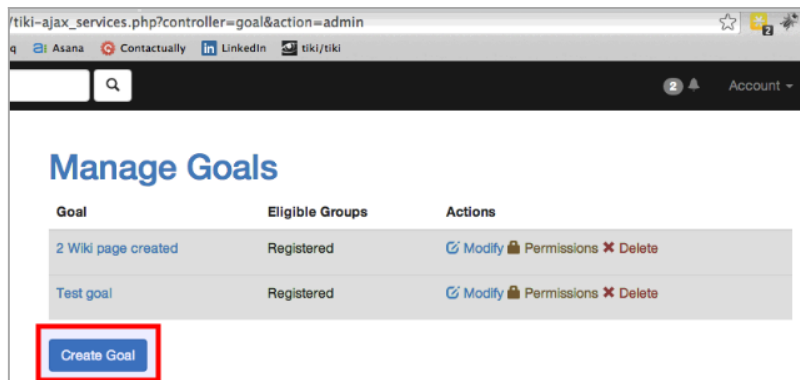 /tiki-ajax_services.php?controller=goal&action=admin
2
q Asana Contactually LinkedIn tiki/tiki
2 Account
Manage Goals
Goal Eligible Groups Actions
2 Wiki page created Registered Modify Permissions Delete
Test goal Registered Modify Permissions Delete
Create Goal